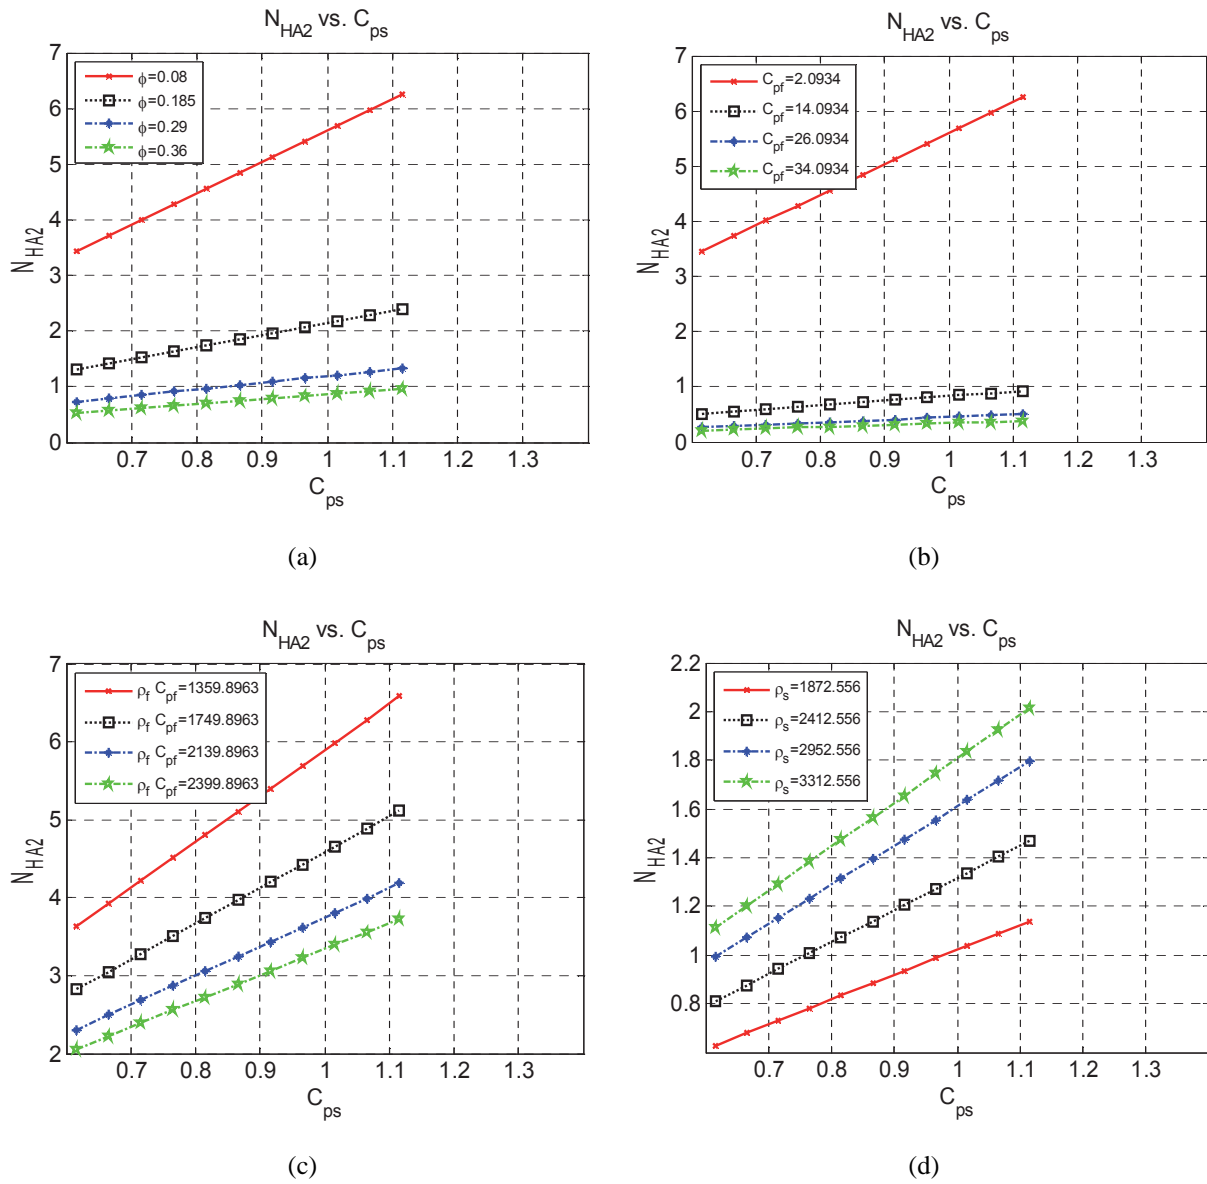 N_HA2 vs. C_ps
7
6
5
4
3
2
1
0
N_HA2
ϕ=0.08
ϕ=0.185
ϕ=0.29
ϕ=0.36
0.7 0.8 0.9 1 1.1 1.2 1.3
C_ps
(a)
N_HA2 vs. C_ps
7
6
5
4
3
2
1
0
N_HA2
C_pf=2.0934
C_pf=14.0934
C_pf=26.0934
C_pf=34.0934
0.7 0.8 0.9 1 1.1 1.2 1.3
C_ps
(b)
N_HA2 vs. C_ps
7
6
5
4
3
2
N_HA2
ρ_f C_pf=1359.8963
ρ_f C_pf=1749.8963
ρ_f C_pf=2139.8963
ρ_f C_pf=2399.8963
0.7 0.8 0.9 1 1.1 1.2 1.3
C_ps
(c)
N_HA2 vs. C_ps
2.2
2
1.8
1.6
1.4
1.2
1
0.8
N_HA2
ρ_s=1872.556
ρ_s=2412.556
ρ_s=2952.556
ρ_s=3312.556
0.7 0.8 0.9 1 1.1 1.2 1.3
C_ps
(d)